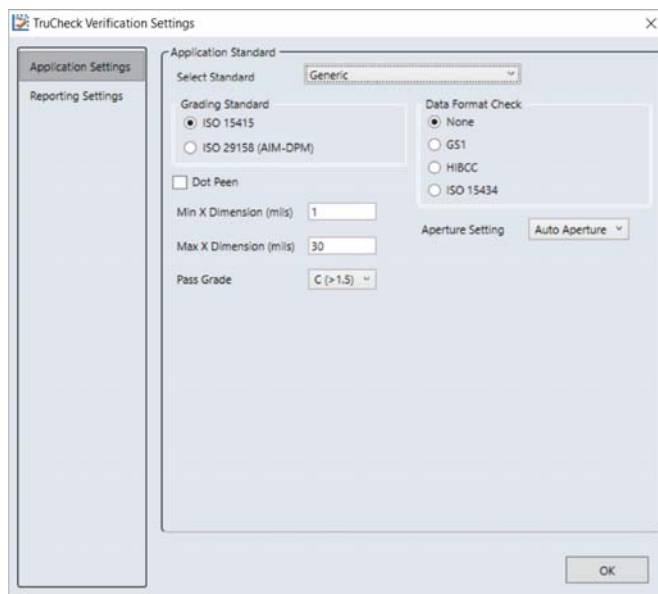 TruCheck Verification Settings
Application Settings
Reporting Settings
Application Standard
Select Standard
Generic
Grading Standard
ISO 15415
ISO 29158 (AIM-DPM)
Data Format Check
None
GS1
HIBCC
ISO 15434
Dot Peen
Min X Dimension (mils)
1
Max X Dimension (mils)
30
Aperture Setting
Auto Aperture
Pass Grade
C (>1.5)
OK